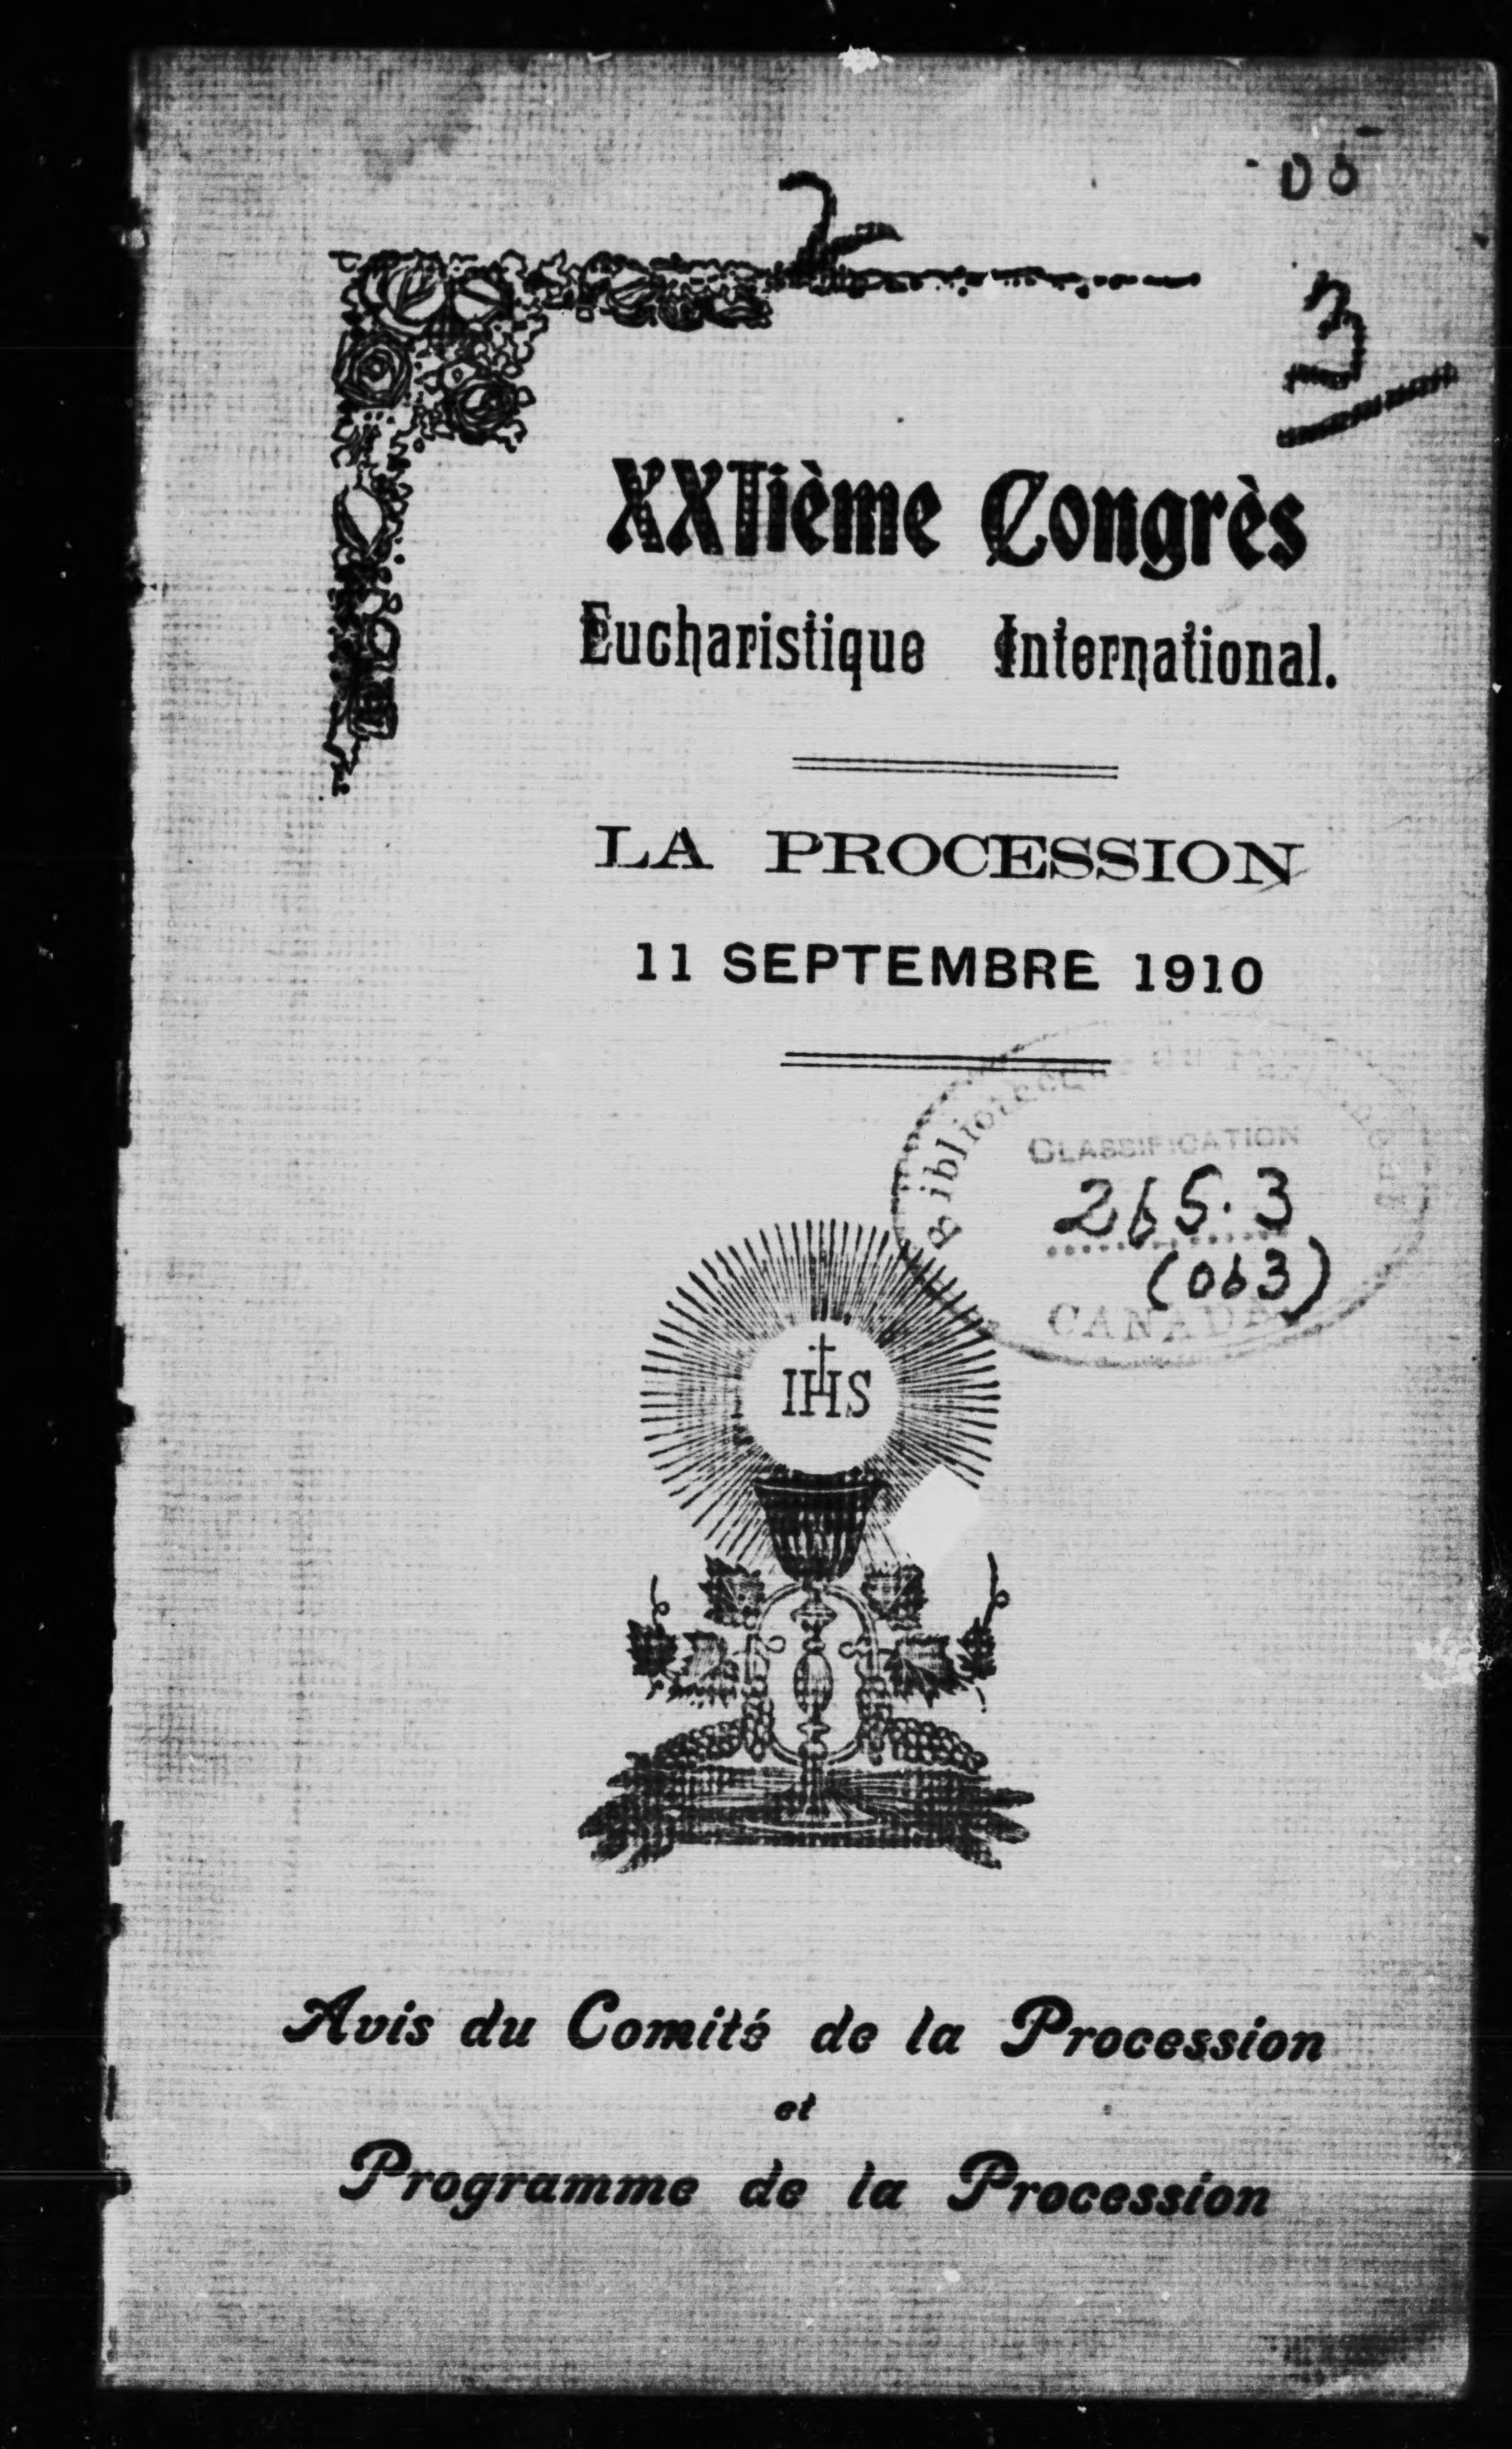 3
XXIième Congrès
Eucharistique International.
LA PROCESSION
11 SEPTEMBRE 1910
CLASSIFICATION
265.3
(063)
CANADA
IHS
Avis du Comité de la Procession
et
Programme de la Procession